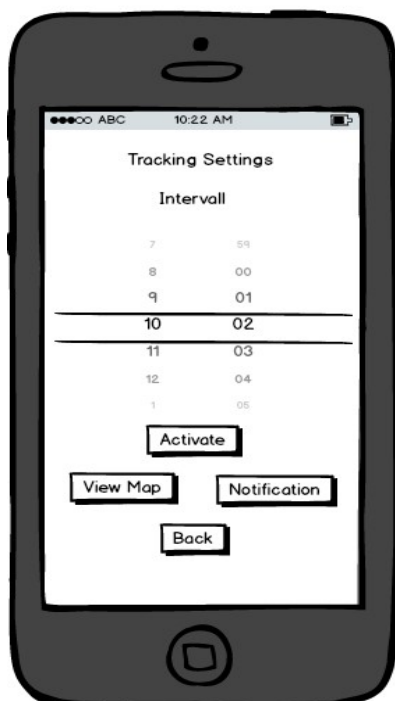 ABC 10:22 AM
Tracking Settings
Intervall
7 59
8 00
9 01
10 02
11 03
12 04
1 05
Activate
View Map Notification
Back